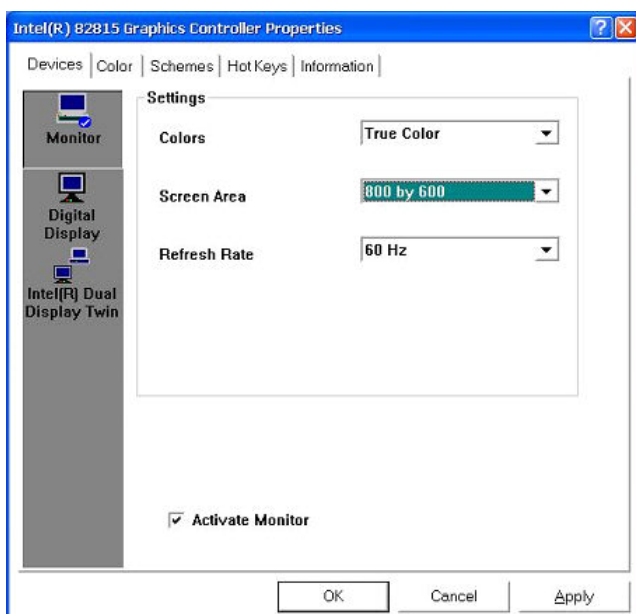 Intel(R) 82815 Graphics Controller Properties
Devices Color Schemes Hot Keys Information
Monitor
Digital
Display
Intel(R) Dual
Display Twin
Settings
Colors True Color
Screen Area 800 by 600
Refresh Rate 60 Hz
Activate Monitor
OK Cancel Apply